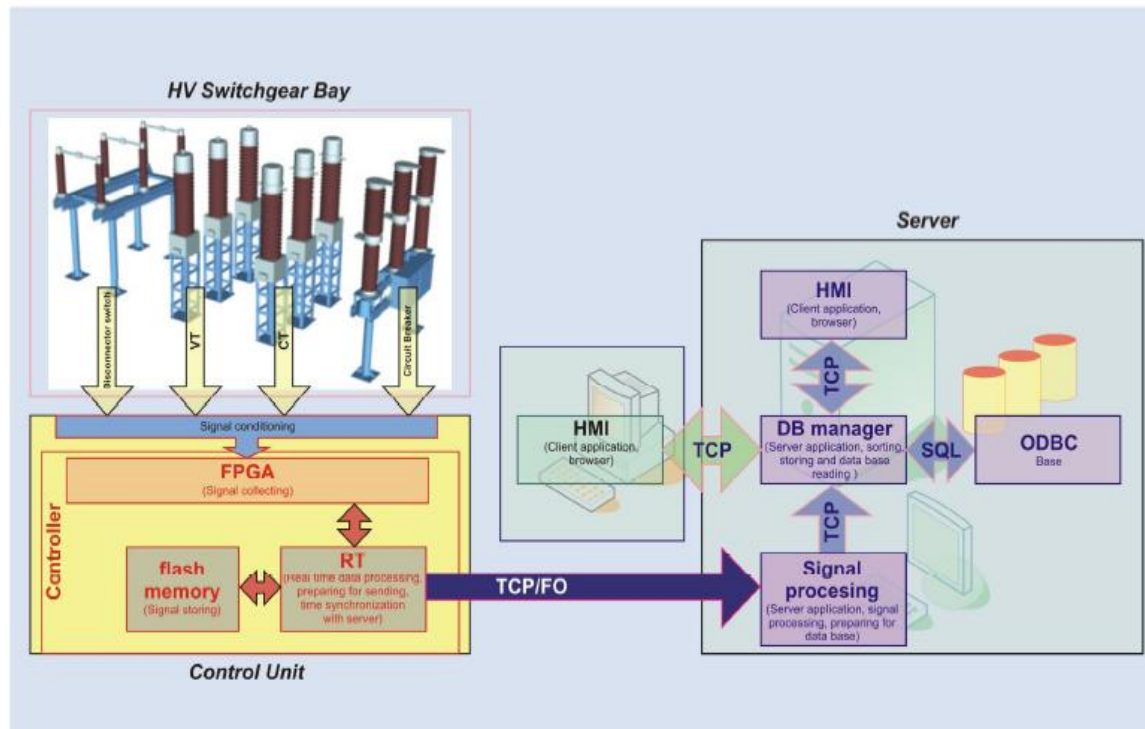 HV Switchgear Bay
Disconnector switch
VT
CT
Circuit Breaker
Signal conditioning
FPGA
(Signal collecting)
Cantroller
flash
memory
(Signal storing)
RT
(Real time data processing,
preparing for sending,
time synchronization
with server)
Control Unit
TCP/FO
HMI
(Client application,
browser)
TCP
Server
HMI
(Client application,
browser)
TCP
DB manager
(Server application, sorting,
storing and data base
reading )
SQL
ODBC
Base
TCP
Signal
procesing
(Server application, signal
processing, preparing for
data base)